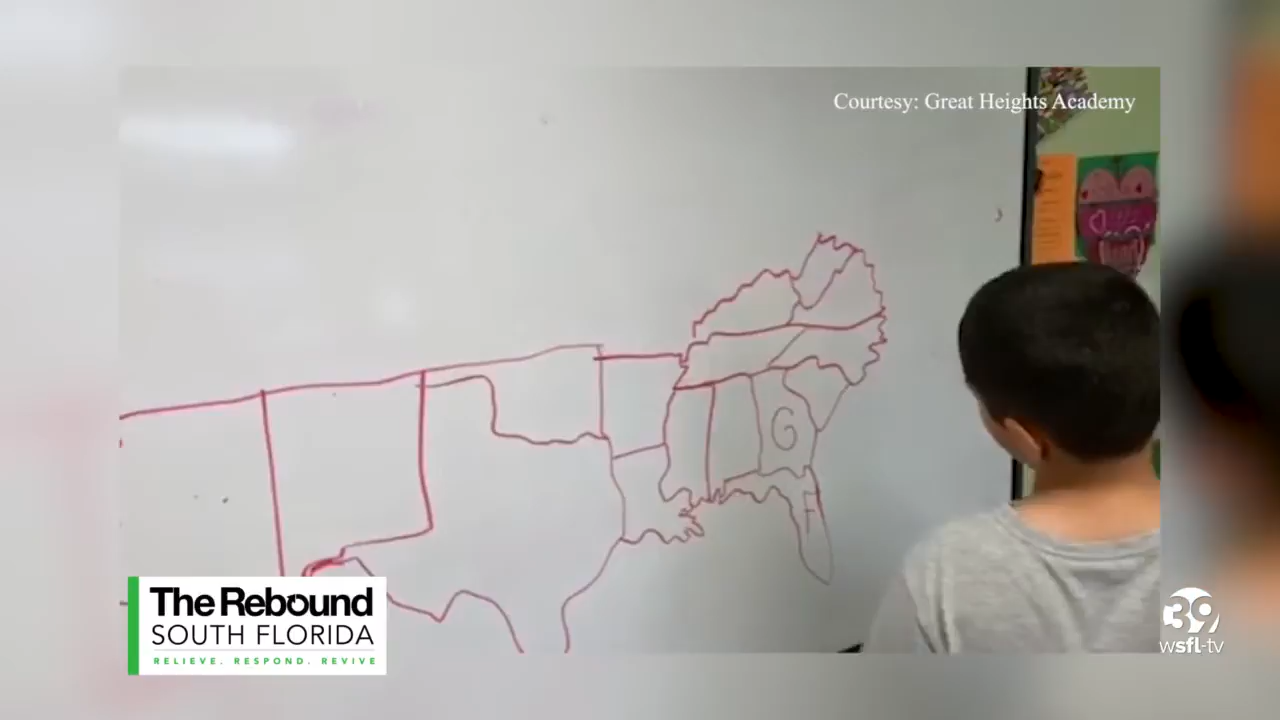 Courtesy: Great Heights Academy
G
F
The Rebound
SOUTH FLORIDA
RELIEVE. RESPOND. REVIVE
39
wsfl-tv